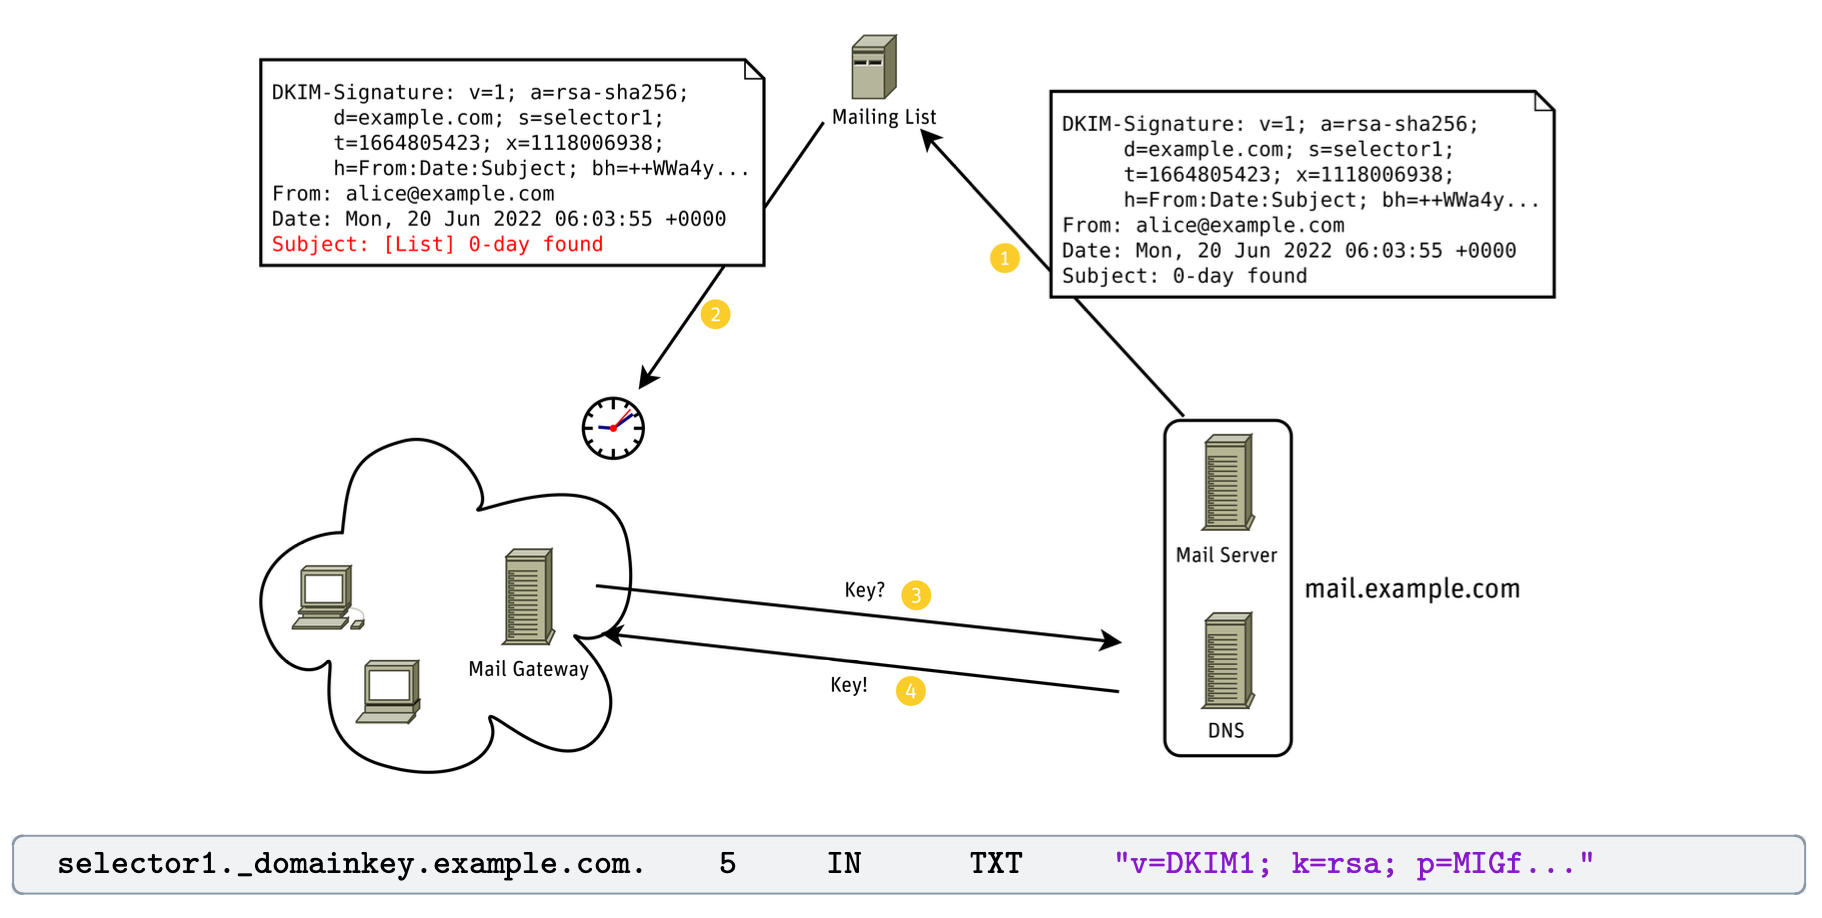 Mailing List
DKIM-Signature: v=1; a=rsa-sha256;
d=example.com; s=selector1;
t=1664805423; x=1118006938;
h=From:Date:Subject; bh=++WWa4y...
From: alice@example.com
Date: Mon, 20 Jun 2022 06:03:55 +0000
Subject: [List] 0-day found
DKIM-Signature: v=1; a=rsa-sha256;
d=example.com; s=selector1;
t=1664805423; x=1118006938;
h=From:Date:Subject; bh=++WWa4y...
From: alice@example.com
Date: Mon, 20 Jun 2022 06:03:55 +0000
Subject: 0-day found
1
2
Mail Server
mail.example.com
Key? 3
Mail Gateway
Key! 4
DNS
selector1._domainkey.example.com. 5 IN TXT "v=DKIM1; k=rsa; p=MIGf..."